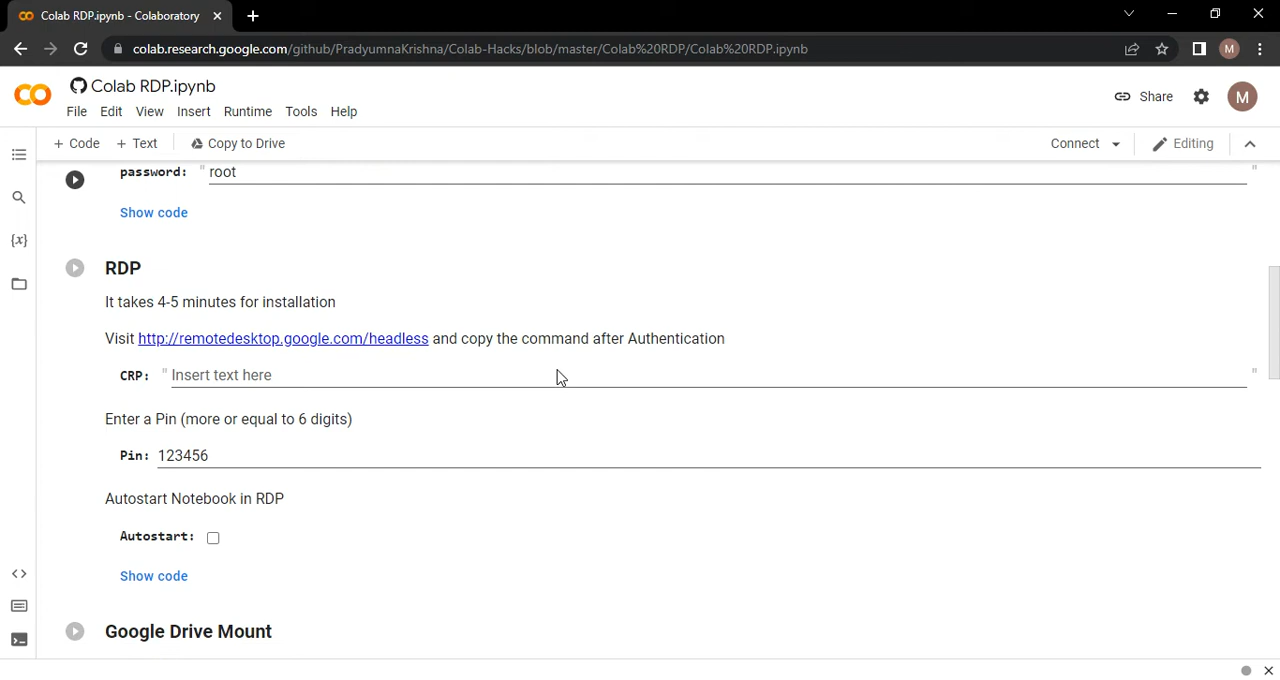 Colab RDP.ipynb - Colaboratory
colab.research.google.com/github/PradyumnaKrishna/Colab-Hacks/blob/master/Colab%20RDP/Colab%20RDP.ipynb
M
Colab RDP.ipynb
Share
M
File Edit View Insert Runtime Tools Help
+ Code + Text Copy to Drive Connect Editing
password: " root "
Show code
{x}
RDP
It takes 4-5 minutes for installation
Visit http://remotedesktop.google.com/headless and copy the command after Authentication
CRP: " Insert text here "
Enter a Pin (more or equal to 6 digits)
Pin: 123456
Autostart Notebook in RDP
Autostart:
Show code
Google Drive Mount